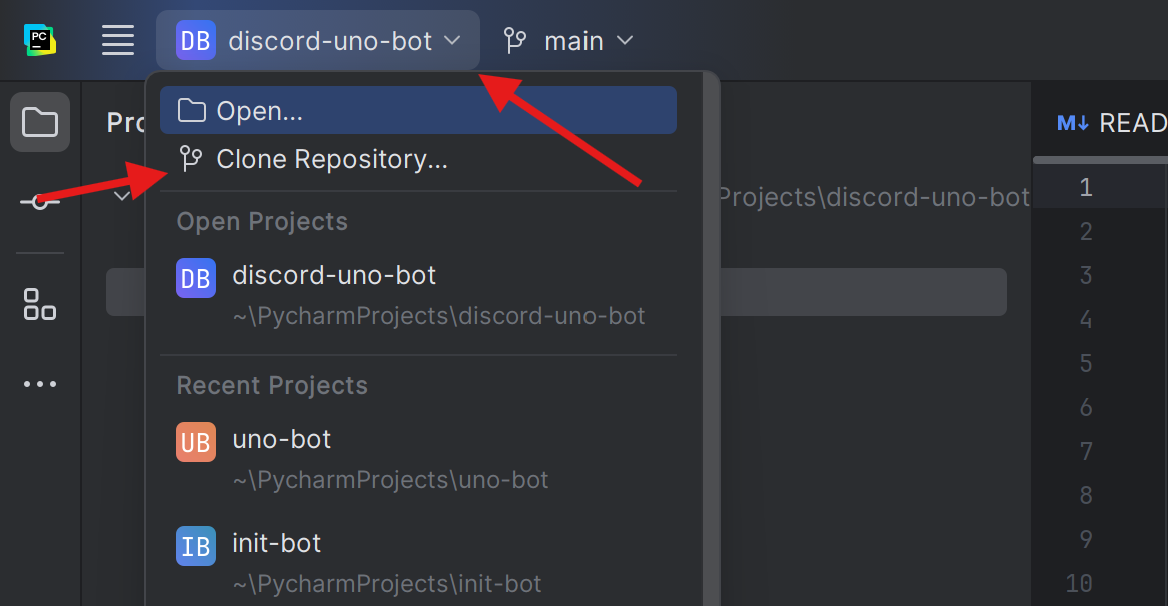 PC
DB discord-uno-bot main
Open...
Pro
READ
Clone Repository...
1
Projects\discord-uno-bot
Open Projects
2
DB discord-uno-bot
3
~\PycharmProjects\discord-uno-bot
4
5
Recent Projects
6
UB uno-bot
7
~\PycharmProjects\uno-bot
8
IB init-bot
9
~\PycharmProjects\init-bot
10